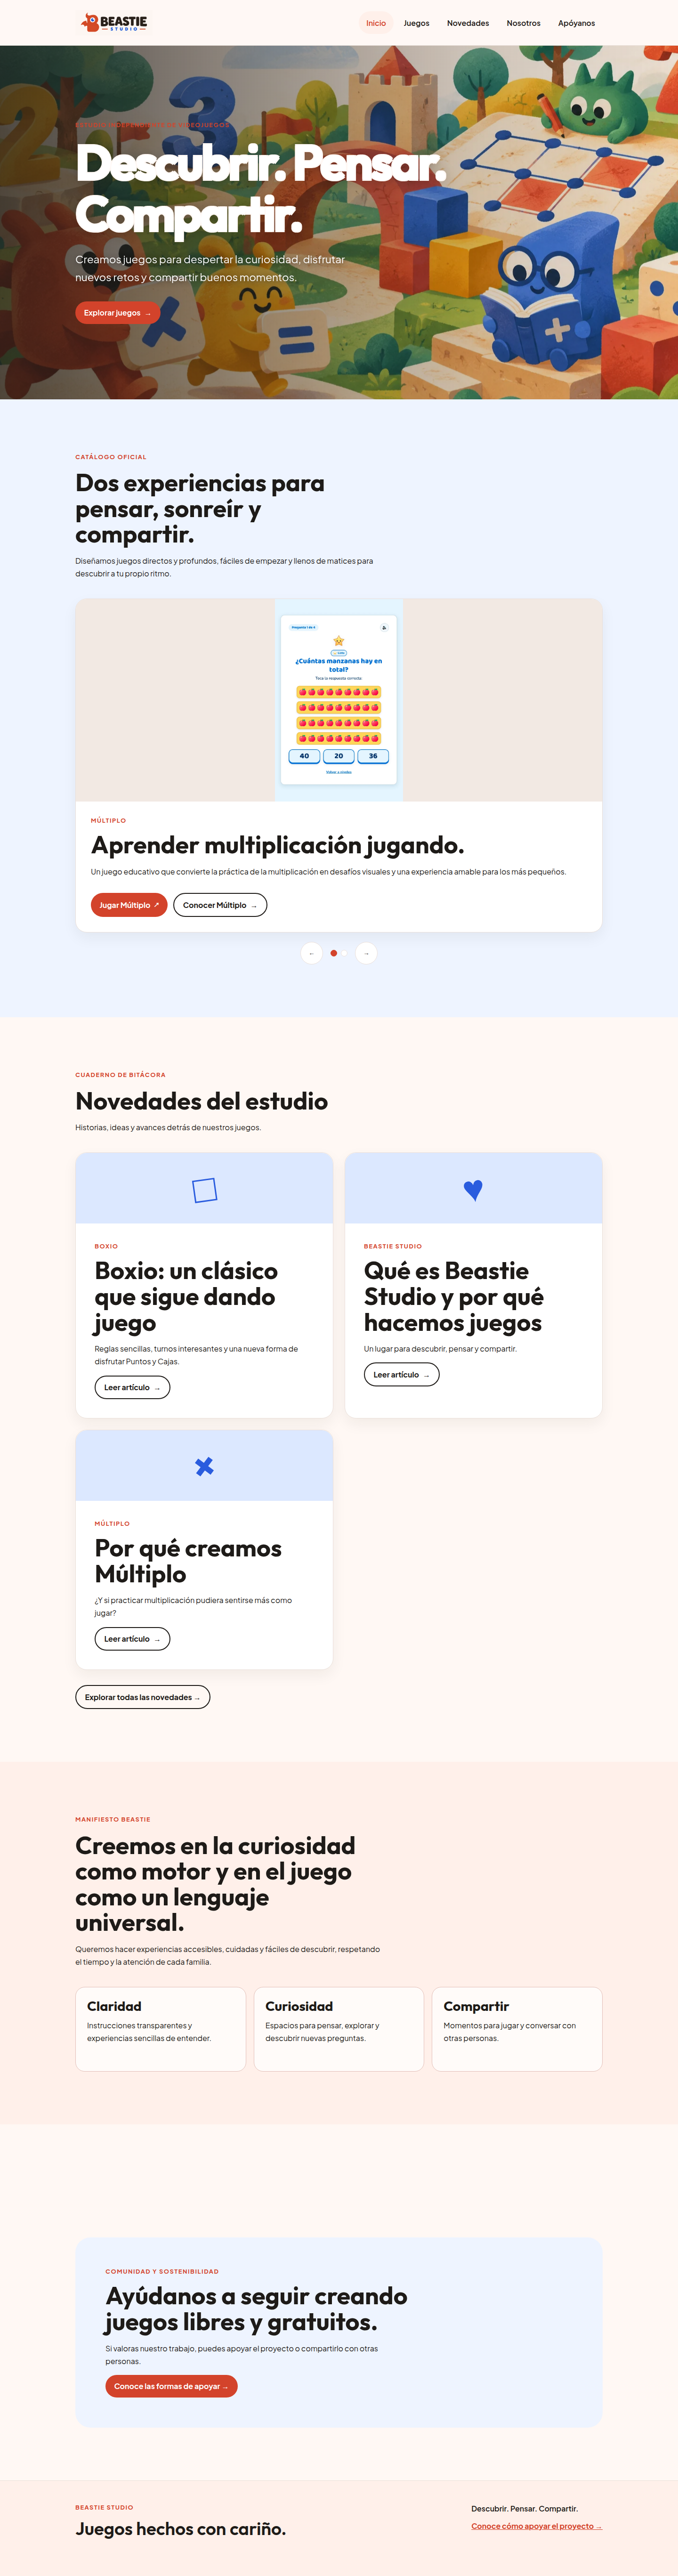 BEASTIE
STUDIO
Inicio
Juegos
Novedades
Nosotros
Apóyanos
Descubrir. Pensar.
Compartir.
Creamos juegos para despertar la curiosidad, disfrutar
nuevos retos y compartir buenos momentos.
Explorar juegos →
CATÁLOGO OFICIAL
Dos experiencias para
pensar, sonreír y
compartir.
Diseñamos juegos directos y profundos, fáciles de empezar y llenos de matices para
descubrir a tu propio ritmo.
¿Cuántas manzanas hay en
total?
Toca la respuesta correcta
40
20
36
Volver a niveles
MÚLTIPLO
Aprender multiplicación jugando.
Un juego educativo que convierte la práctica de la multiplicación en desafíos visuales y una experiencia amable para los más pequeños.
Jugar Múltiplo ↗
Conocer Múltiplo →
←
→
CUADERNO DE BITÁCORA
Novedades del estudio
Historias, ideas y avances detrás de nuestros juegos.
BOXIO
Boxio: un clásico
que sigue dando
juego
Reglas sencillas, turnos interesantes y una nueva forma de
disfrutar Puntos y Cajas.
Leer artículo →
BEASTIE STUDIO
Qué es Beastie
Studio y por qué
hacemos juegos
Un lugar para descubrir, pensar y compartir.
Leer artículo →
MÚLTIPLO
Por qué creamos
Múltiplo
¿Y si practicar multiplicación pudiera sentirse más como
jugar?
Leer artículo →
Explorar todas las novedades →
MANIFIESTO BEASTIE
Creemos en la curiosidad
como motor y en el juego
como un lenguaje
universal.
Queremos hacer experiencias accesibles, cuidadas y fáciles de descubrir, respetando
el tiempo y la atención de cada familia.
Claridad
Instrucciones transparentes y
experiencias sencillas de entender.
Curiosidad
Espacios para pensar, explorar y
descubrir nuevas preguntas.
Compartir
Momentos para jugar y conversar con
otras personas.
COMUNIDAD Y SOSTENIBILIDAD
Ayúdanos a seguir creando
juegos libres y gratuitos.
Si valoras nuestro trabajo, puedes apoyar el proyecto o compartirlo con otras
personas.
Conoce las formas de apoyar →
BEASTIE STUDIO
Juegos hechos con cariño.
Descubrir. Pensar. Compartir.
Conoce cómo apoyar el proyecto →